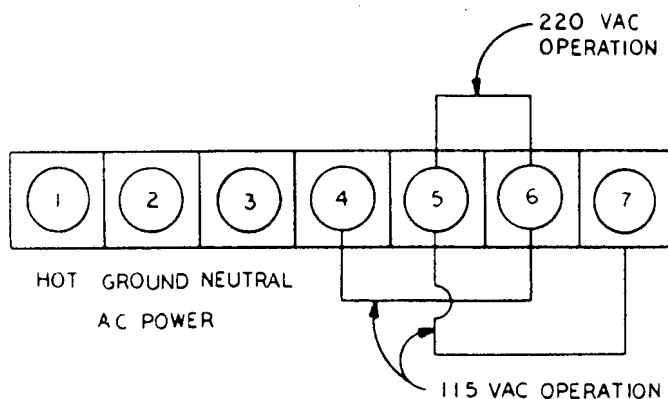 220 VAC
OPERATION
1 2 3 4 5 6 7
HOT GROUND NEUTRAL
AC POWER
115 VAC OPERATION